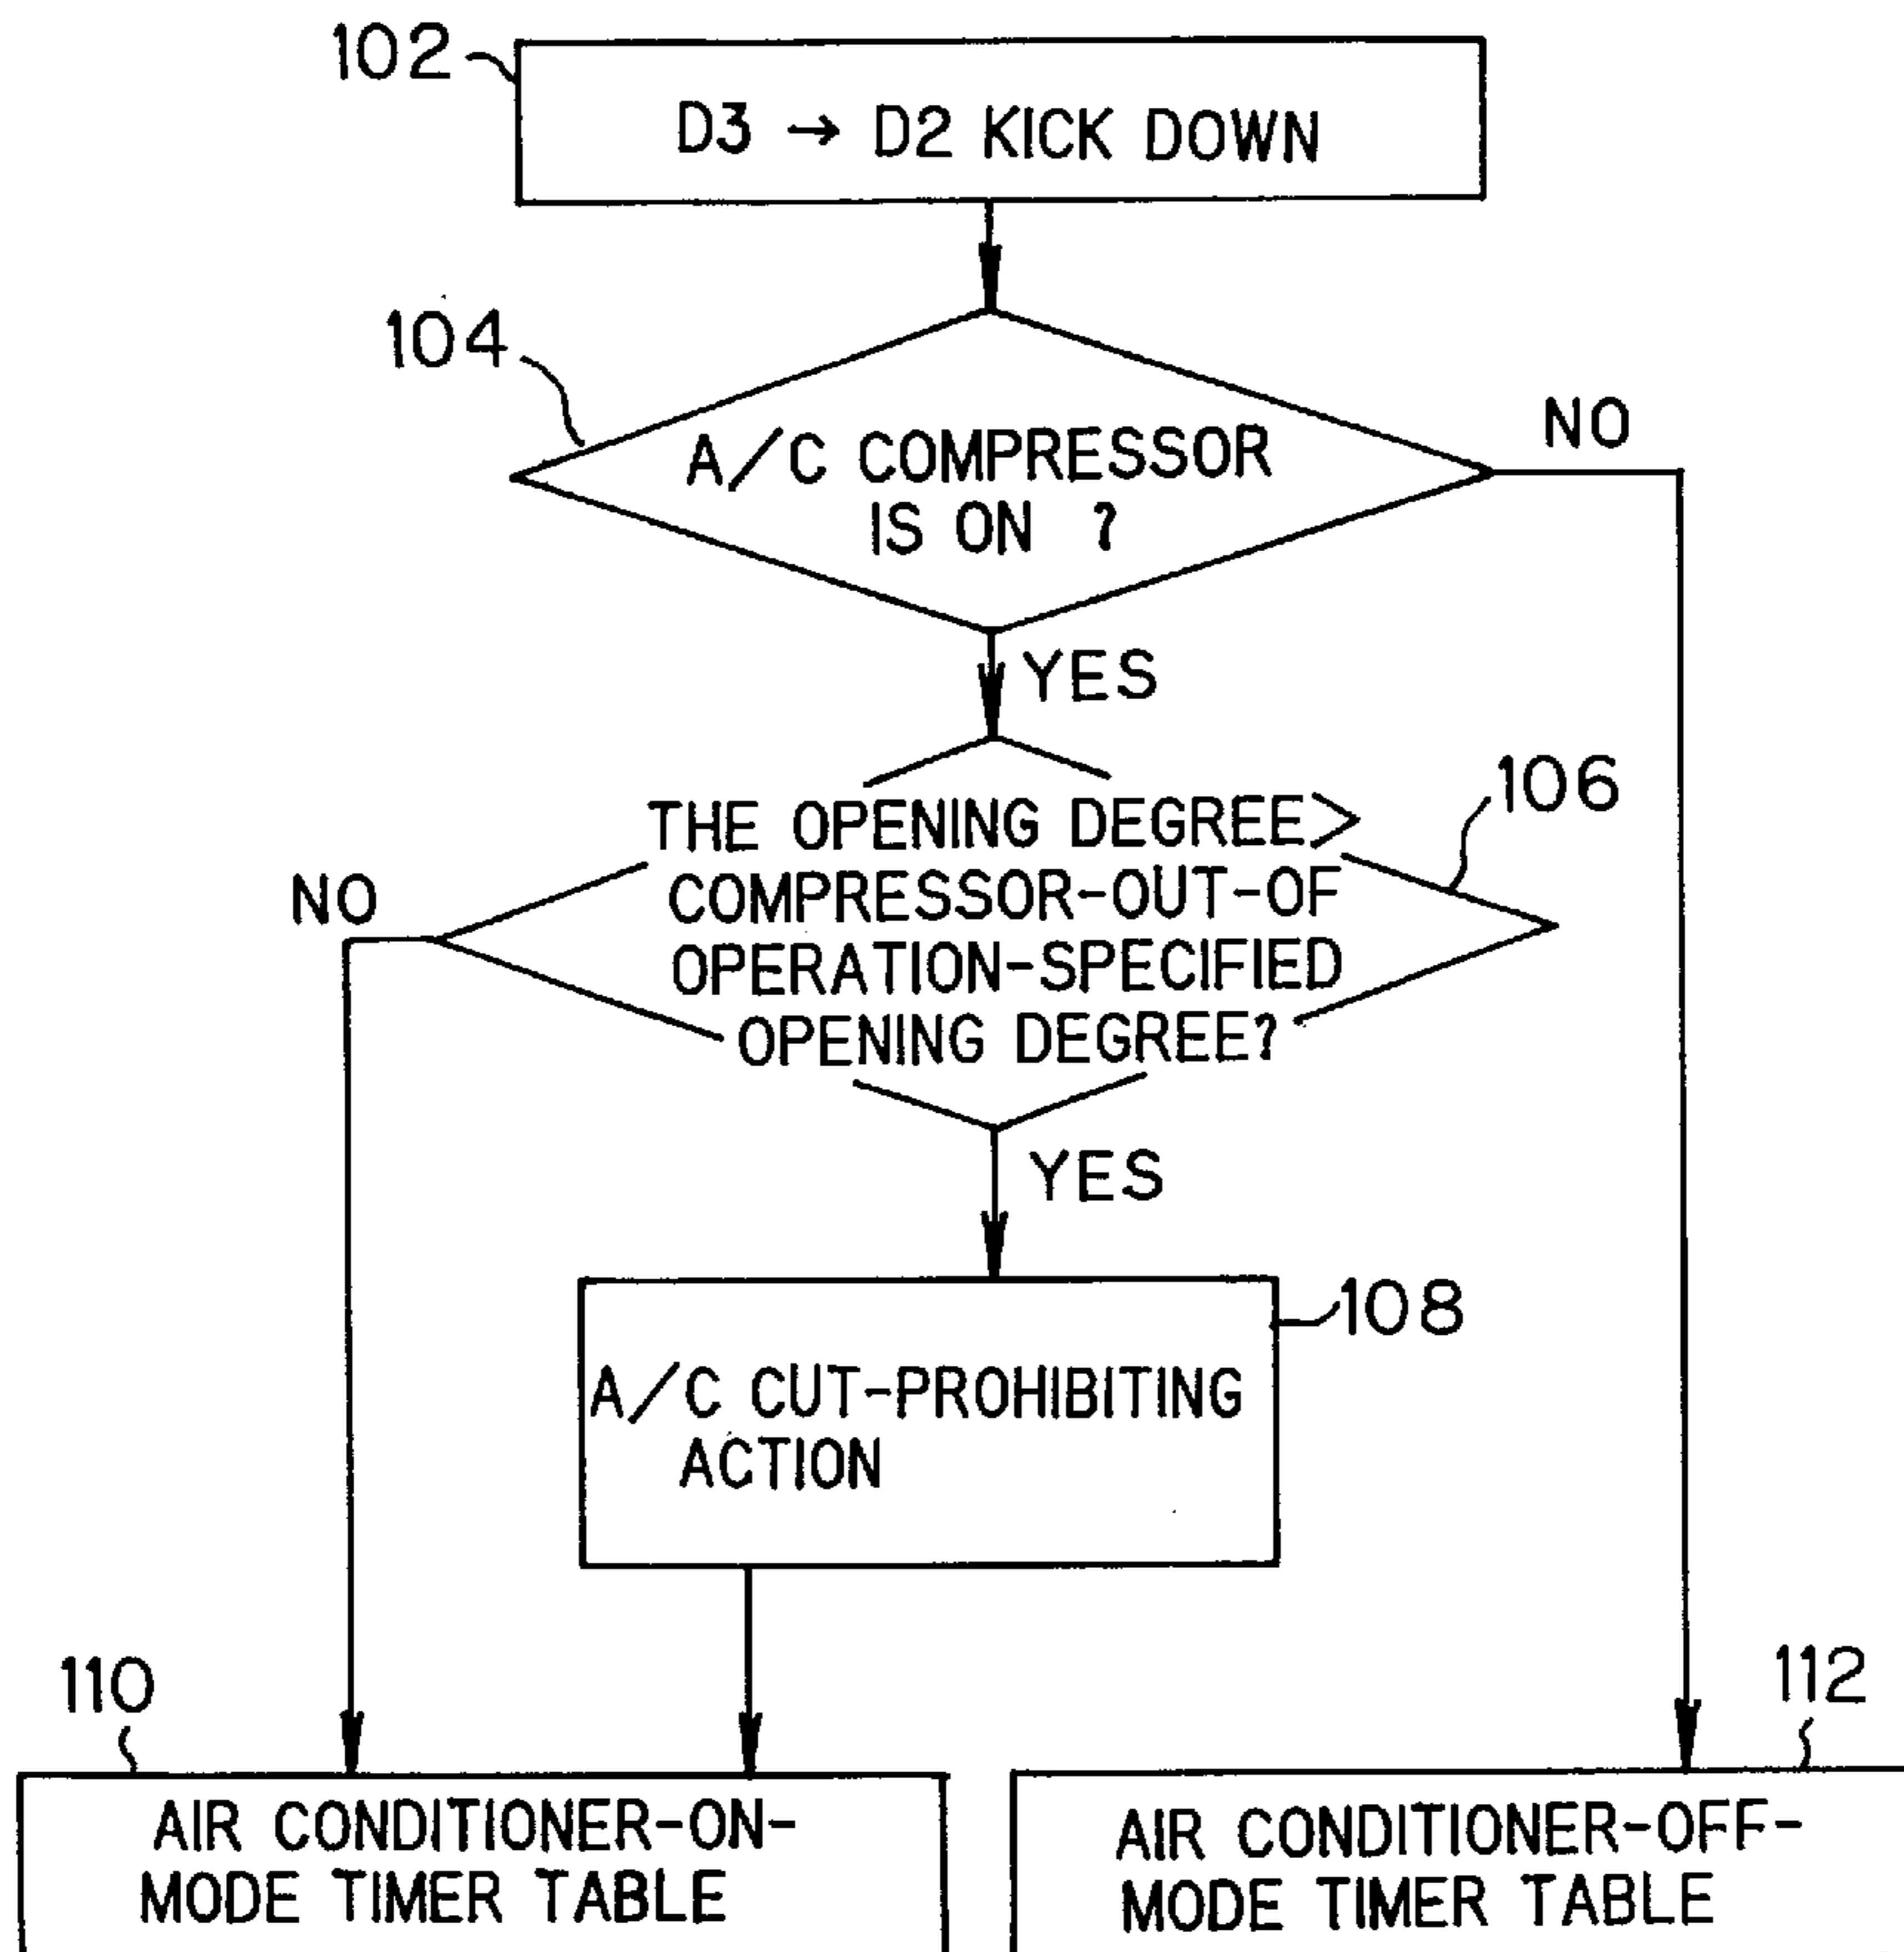 102
D3 → D2 KICK DOWN
104
A/C COMPRESSOR
IS ON ?
NO
YES
106
THE OPENING DEGREE>
COMPRESSOR-OUT-OF
OPERATION-SPECIFIED
OPENING DEGREE?
NO
YES
108
A/C CUT-PROHIBITING
ACTION
110
112
AIR CONDITIONER-ON-
MODE TIMER TABLE
AIR CONDITIONER-OFF-
MODE TIMER TABLE